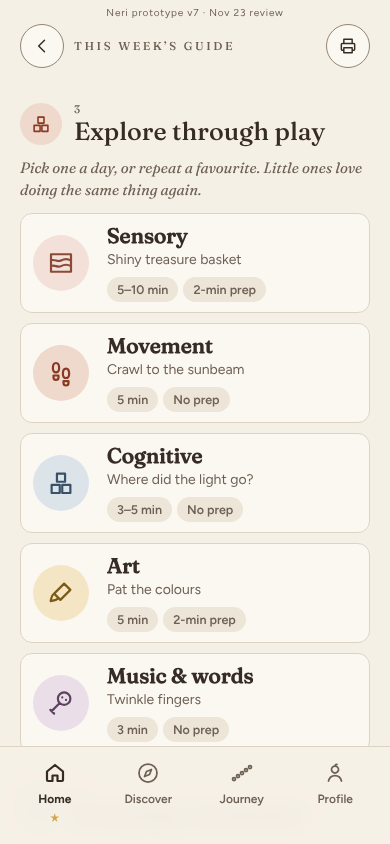 Neri prototype v7 · Nov 23 review
THIS WEEK'S GUIDE
3
Explore through play
Pick one a day, or repeat a favourite. Little ones love
doing the same thing again.
Sensory
Shiny treasure basket
5–10 min 2-min prep
Movement
Crawl to the sunbeam
5 min No prep
Cognitive
Where did the light go?
3–5 min No prep
Art
Pat the colours
5 min 2-min prep
Music & words
Twinkle fingers
3 min No prep
Home Discover Journey Profile